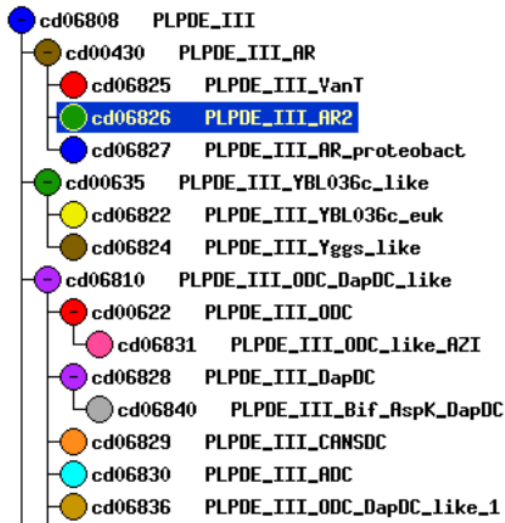 cd06808 PLPDE_III
cd00430 PLPDE_III_AR
cd06825 PLPDE_III_VanT
cd06826 PLPDE_III_AR2
cd06827 PLPDE_III_AR_proteobact
cd00635 PLPDE_III_YBL036c_like
cd06822 PLPDE_III_YBL036c_euk
cd06824 PLPDE_III_Yggs_like
cd06810 PLPDE_III_ODC_DapDC_like
cd00622 PLPDE_III_ODC
cd06831 PLPDE_III_ODC_like_AZI
cd06828 PLPDE_III_DapDC
cd06840 PLPDE_III_Bif_AspK_DapDC
cd06829 PLPDE_III_CANSDC
cd06830 PLPDE_III_ADC
cd06836 PLPDE_III_ODC_DapDC_like_1